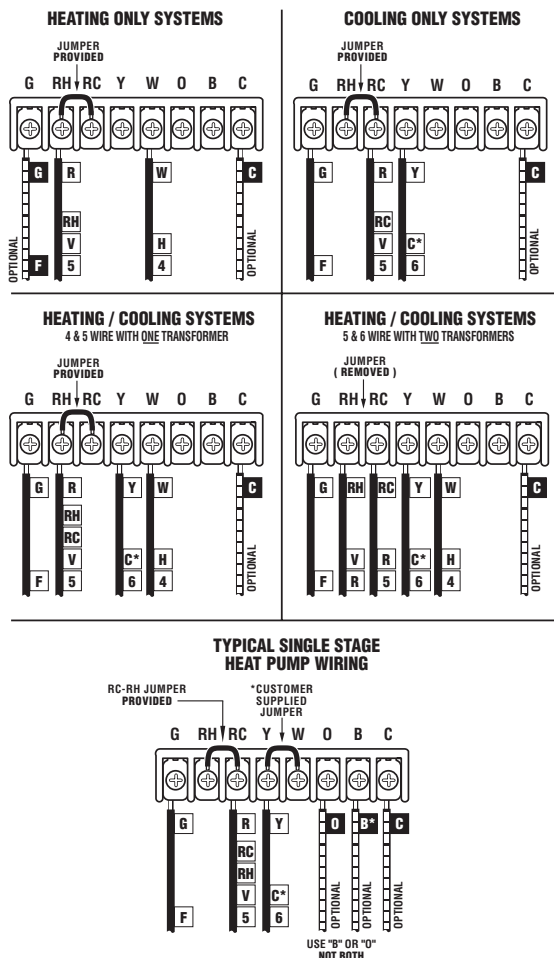 HEATING ONLY SYSTEMS
JUMPER
PROVIDED
G RH RC Y W O B C
G R W C
RH
V H
F 5 4
OPTIONAL
OPTIONAL
COOLING ONLY SYSTEMS
JUMPER
PROVIDED
G RH RC Y W O B C
G R Y C
RC
V C*
F 5 6
OPTIONAL
HEATING / COOLING SYSTEMS
4 & 5 WIRE WITH ONE TRANSFORMER
JUMPER
PROVIDED
G RH RC Y W O B C
G R Y W C
RH
RC
V C* H
F 5 6 4
OPTIONAL
HEATING / COOLING SYSTEMS
5 & 6 WIRE WITH TWO TRANSFORMERS
JUMPER
( REMOVED )
G RH RC Y W O B C
G RH RC Y W C
V R C* H
F R 5 6 4
OPTIONAL
TYPICAL SINGLE STAGE
HEAT PUMP WIRING
RC-RH JUMPER
PROVIDED
*CUSTOMER
SUPPLIED
JUMPER
G RH RC Y W O B C
G R Y O B* C
RC
RH
V C*
F 5 6
OPTIONAL
OPTIONAL
OPTIONAL
USE "B" OR "O"
NOT BOTH